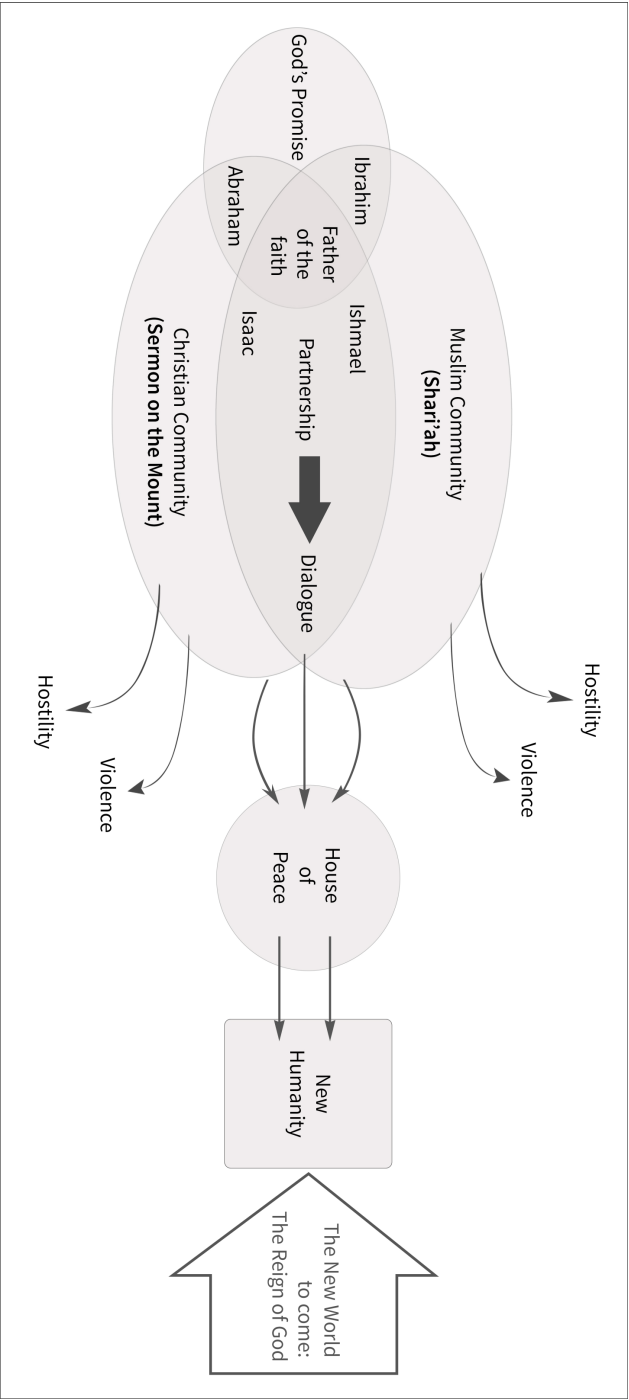 God's Promise
Ibrahim
Abraham
Father
of the
faith
Ishmael
Isaac
Partnership
Dialogue
Muslim Community
(Shari'ah)
Christian Community
(Sermon on the Mount)
Hostility
Violence
Hostility
Violence
House
of
Peace
New
Humanity
The New World
to come:
The Reign of God